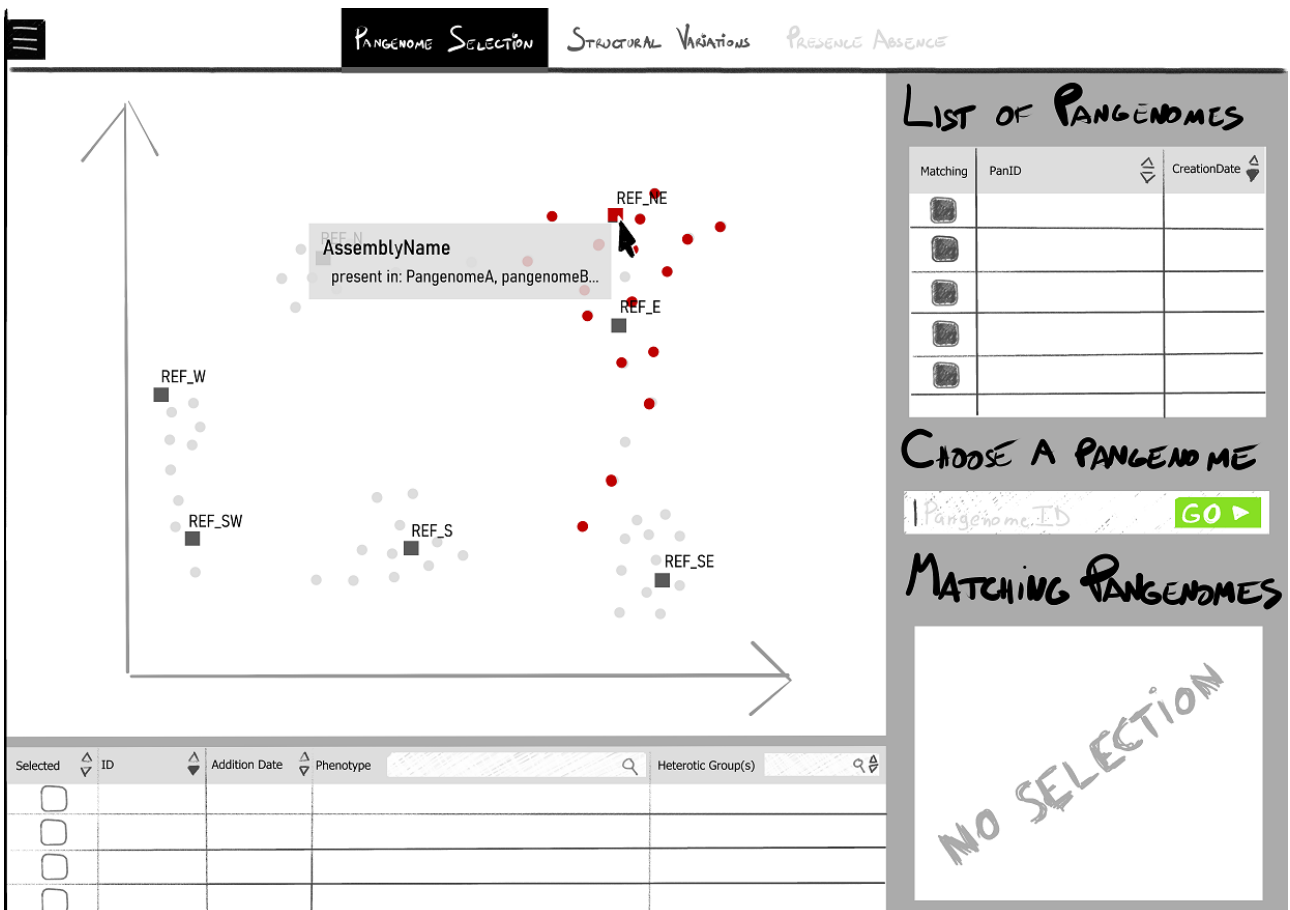 PANGENOME SELECTION
STRUCTURAL VARIATIONS
PRESENCE ABSENCE
REF_NE
REF_N
AssemblyName
present in: PangenomeA, pangenomeB...
REF_E
REF_W
REF_SW
REF_S
REF_SE
LIST OF PANGENOMES
Matching PanID CreationDate
CHOOSE A PANGENOME
Pangenome ID GO
MATCHING PANGENOMES
NO SELECTION
Selected ID Addition Date Phenotype Heterotic Group(s)